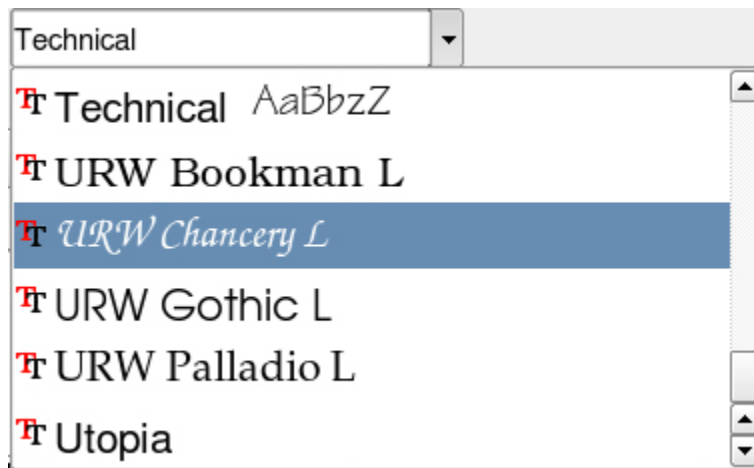 Technical
Technical AaBbzZ
URW Bookman L
URW Chancery L
URW Gothic L
URW Palladio L
Utopia